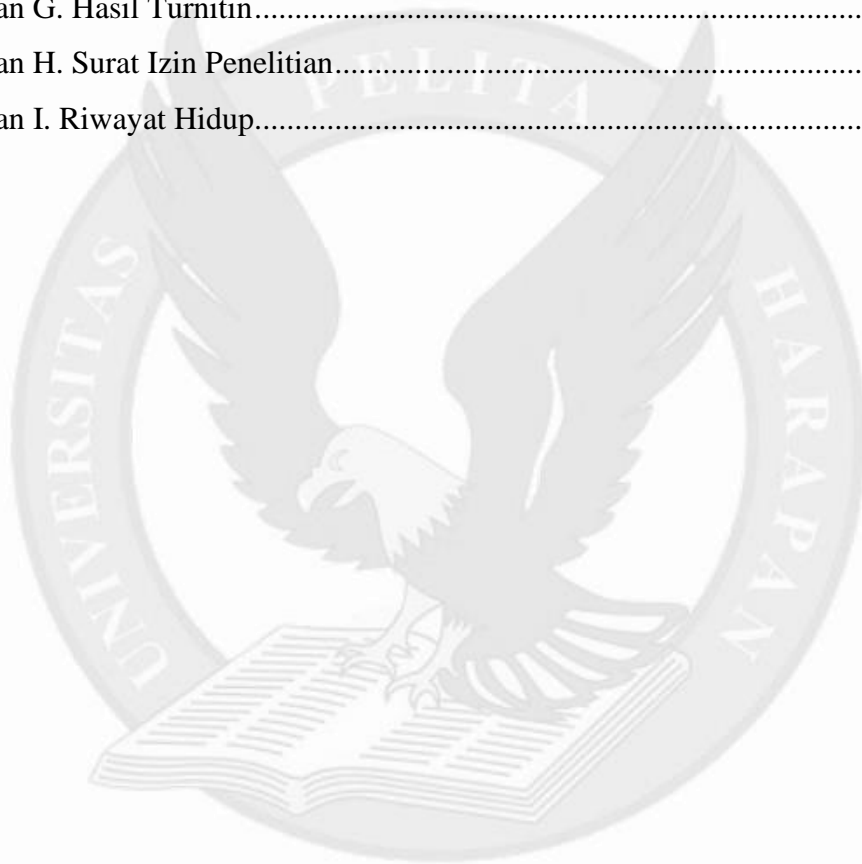 an G. Hasil Turnitin
an H. Surat Izin Penelitian
an I. Riwayat Hidup
UNIVERSITAS PELITA HARAPAN